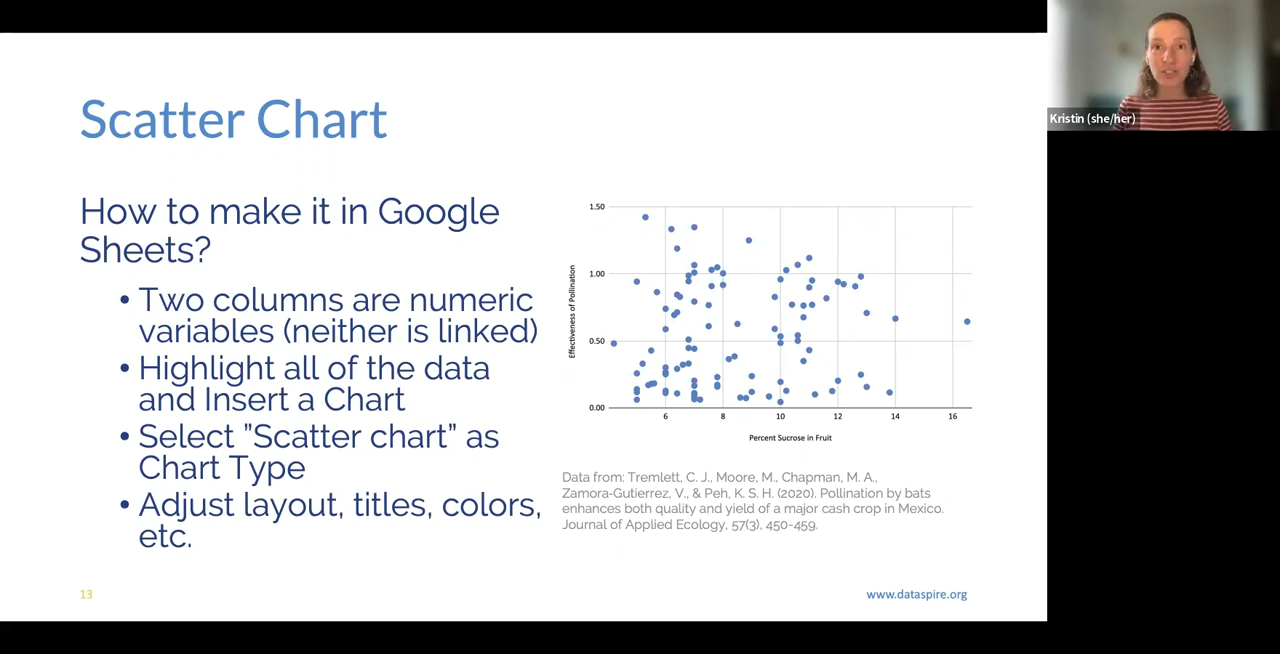 Scatter Chart
Kristin (she/her)
How to make it in Google
Sheets?
• Two columns are numeric
variables (neither is linked)
• Highlight all of the data
and Insert a Chart
• Select ”Scatter chart” as
Chart Type
• Adjust layout, titles, colors,
etc.
1.50
1.00
0.50
0.00
Effectiveness of Pollination
6 8 10 12 14 16
Percent Sucrose in Fruit
Data from: Tremlett, C. J., Moore, M., Chapman, M. A.,
Zamora-Gutierrez, V., & Peh, K. S. H. (2020). Pollination by bats
enhances both quality and yield of a major cash crop in Mexico.
Journal of Applied Ecology, 57(3), 450-459.
13
www.dataspire.org